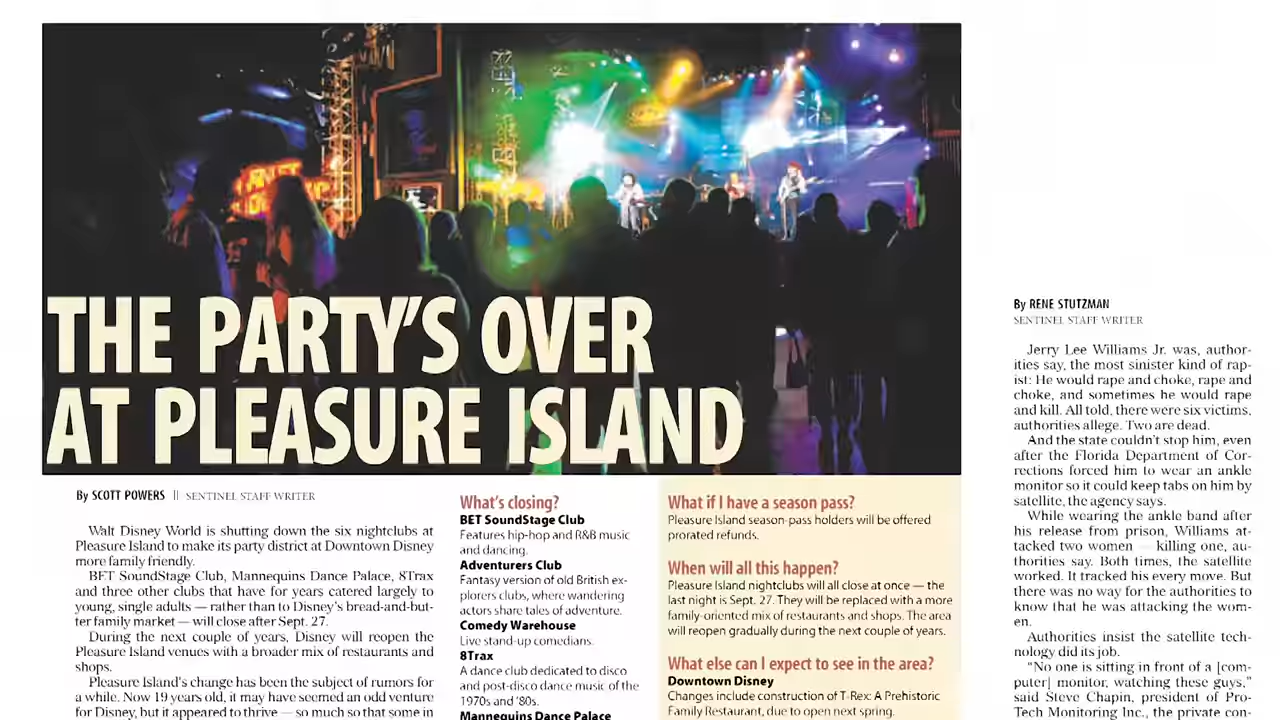 THE PARTY'S OVER
AT PLEASURE ISLAND
By SCOTT POWERS || SENTINEL STAFF WRITER
Walt Disney World is shutting down the six nightclubs at
Pleasure Island to make its party district at Downtown Disney
more family friendly.
BET SoundStage Club, Mannequins Dance Palace, 8Trax
and three other clubs that have for years catered largely to
young, single adults — rather than to Disney's bread-and-but-
ter family market — will close after Sept. 27.
During the next couple of years, Disney will reopen the
Pleasure Island venues with a broader mix of restaurants and
shops.
Pleasure Island's change has been the subject of rumors for
a while. Now 19 years old, it may have seemed an odd venture
for Disney, but it appeared to thrive — so much so that some in
What's closing?
BET SoundStage Club
Features hip-hop and R&B music
and dancing.
Adventurers Club
Fantasy version of old British ex-
plorers clubs, where wandering
actors share tales of adventure.
Comedy Warehouse
Live stand-up comedians.
8Trax
A dance club dedicated to disco
and post-disco dance music of the
1970s and '80s.
Mannequins Dance Palace
What if I have a season pass?
Pleasure Island season-pass holders will be offered
prorated refunds.
When will all this happen?
Pleasure Island nightclubs will all close at once — the
last night is Sept. 27. They will be replaced with a more
family-oriented mix of restaurants and shops. The area
will reopen gradually during the next couple of years.
What else can I expect to see in the area?
Downtown Disney
Changes include construction of T-Rex: A Prehistoric
Family Restaurant, due to open next spring.
By RENE STUTZMAN
SENTINEL STAFF WRITER
Jerry Lee Williams Jr. was, author-
ities say, the most sinister kind of rap-
ist: He would rape and choke, rape and
choke, and sometimes he would rape
and kill. All told, there were six victims,
authorities allege. Two are dead.
And the state couldn't stop him, even
after the Florida Department of Cor-
rections forced him to wear an ankle
monitor so it could keep tabs on him by
satellite, the agency says.
While wearing the ankle band after
his release from prison, Williams at-
tacked two women — killing one, au-
thorities say. Both times, the satellite
worked. It tracked his every move. But
there was no way for the authorities to
know that he was attacking the wom-
en.
Authorities insist the satellite tech-
nology did its job.
"No one is sitting in front of a [com-
puter] monitor, watching these guys,"
said Steve Chapin, president of Pro-
Tech Monitoring Inc., the private con-